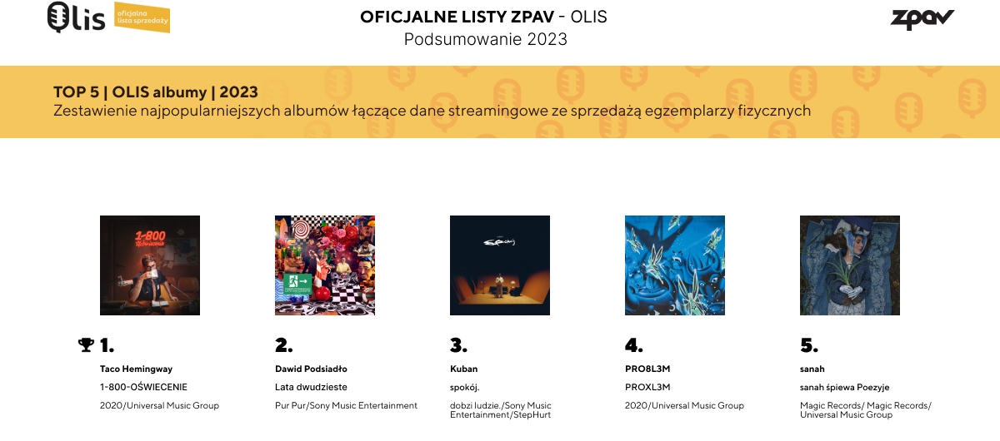 Olis
oficjalna
lista sprzedaży
OFICJALNE LISTY ZPAV - OLIS
Podsumowanie 2023
zpav
TOP 5 | OLIS albumy | 2023
Zestawienie najpopularniejszych albumów łączące dane streamingowe ze sprzedażą egzemplarzy fizycznych
1-800
Oświecenie
spokój
1.
Taco Hemingway
1-800-OŚWIECENIE
2020/Universal Music Group
2.
Dawid Podsiadło
Lata dwudzieste
Pur Pur/Sony Music Entertainment
3.
Kuban
spokój.
dobzi ludzie./Sony Music
Entertainment/StepHurt
4.
PRO8L3M
PROXL3M
2020/Universal Music Group
5.
sanah
sanah śpiewa Poezyje
Magic Records/ Magic Records/
Universal Music Group